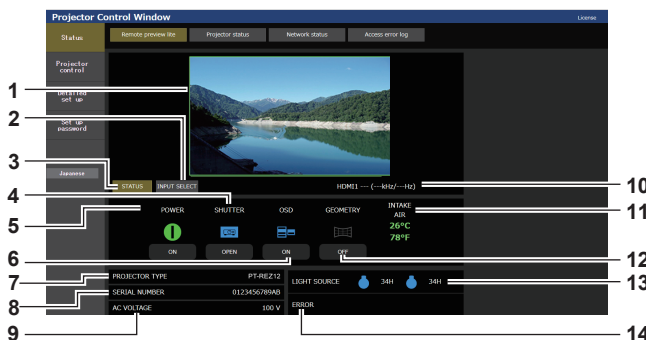 Projector Control Window
License
Status
Remote preview lite
Projector status
Network status
Access error log
Projector
control
Detailed
set up
Set up
password
Japanese
STATUS
INPUT SELECT
HDMI1 --- (---kHz/---Hz)
POWER
SHUTTER
OSD
GEOMETRY
INTAKE
AIR
26°C
78°F
ON
OPEN
ON
OFF
PROJECTOR TYPE PT-REZ12
SERIAL NUMBER 0123456789AB
AC VOLTAGE 100 V
LIGHT SOURCE 34H 34H
ERROR
1
2
3
4
5
6
7
8
9
10
11
12
13
14